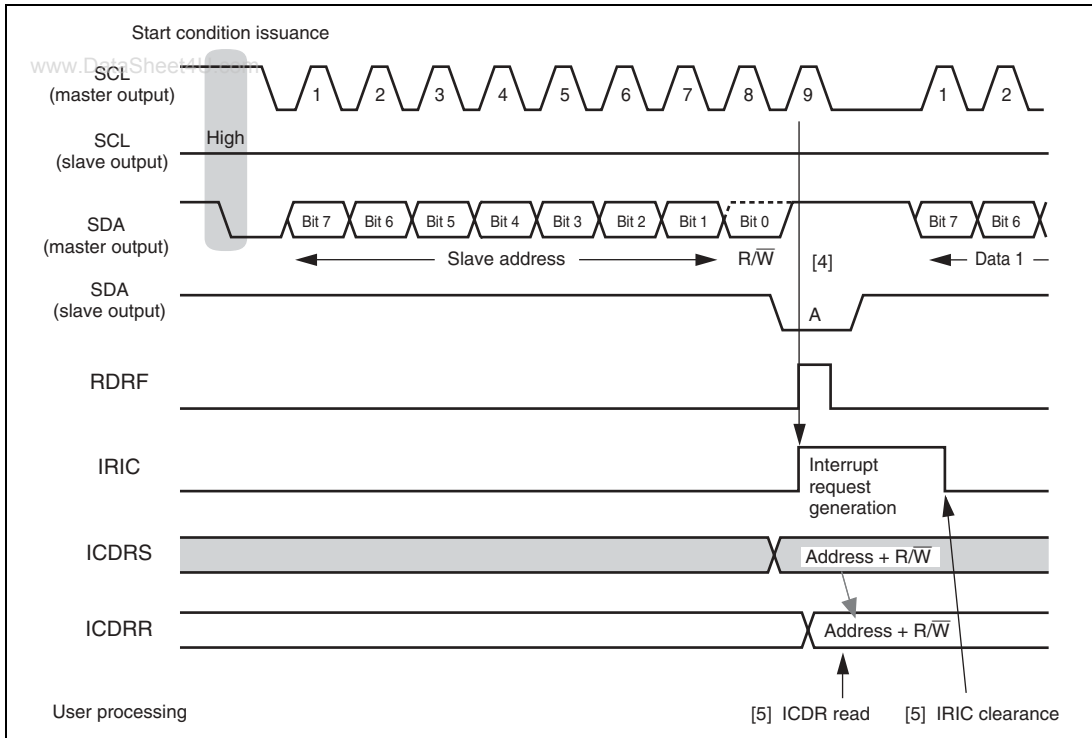 Start condition issuance
www.DataSheet4U.com
SCL
(master output)
1 2 3 4 5 6 7 8 9 1 2
SCL
(slave output)
High
SDA
(master output)
Bit 7 Bit 6 Bit 5 Bit 4 Bit 3 Bit 2 Bit 1 Bit 0 Bit 7 Bit 6
Slave address R/W̅ [4] Data 1
SDA
(slave output)
A
RDRF
IRIC
Interrupt
request
generation
ICDRS
Address + R/W̅
ICDRR
Address + R/W̅
User processing
[5] ICDR read
[5] IRIC clearance